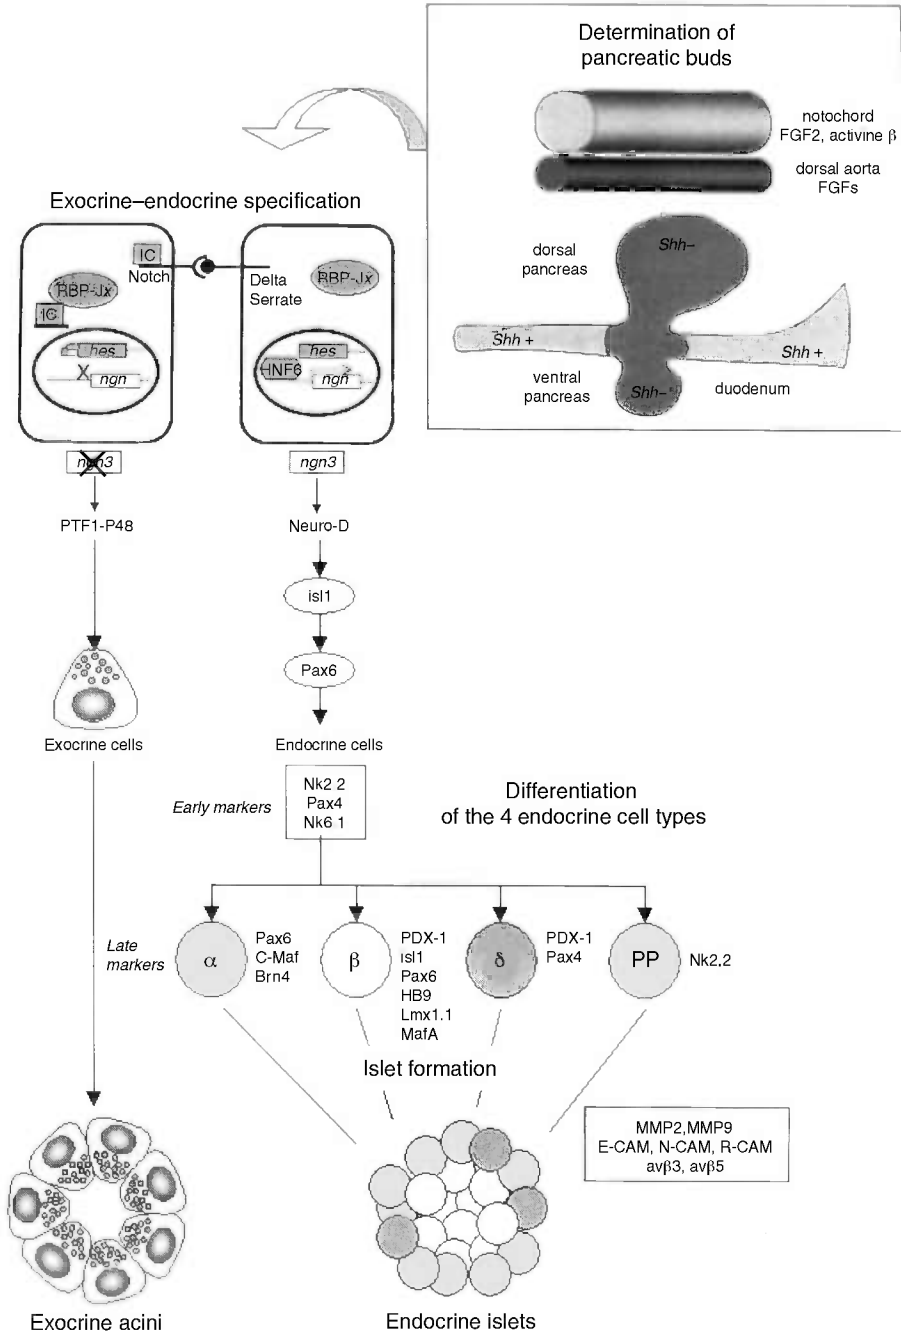 Determination of
pancreatic buds
notochord
FGF2, activine β
dorsal aorta
FGFs
dorsal
pancreas
Shh–
Shh +
Shh +
ventral
pancreas
Shh–
duodenum
Exocrine–endocrine specification
IC
Notch
Delta
Serrate
RBP-Jx
RBP-Jx
IC
hes
X
ngn
hes
HNF6
ngn
ngn3
ngn3
PTF1-P48
Neuro-D
isl1
Pax6
Exocrine cells
Endocrine cells
Early markers
Nk2 2
Pax4
Nk6 1
Differentiation
of the 4 endocrine cell types
Late
markers
α
Pax6
C-Maf
Brn4
β
PDX-1
isl1
Pax6
HB9
Lmx1.1
MafA
δ
PDX-1
Pax4
PP
Nk2,2
Islet formation
MMP2,MMP9
E-CAM, N-CAM, R-CAM
avβ3, avβ5
Exocrine acini
Endocrine islets